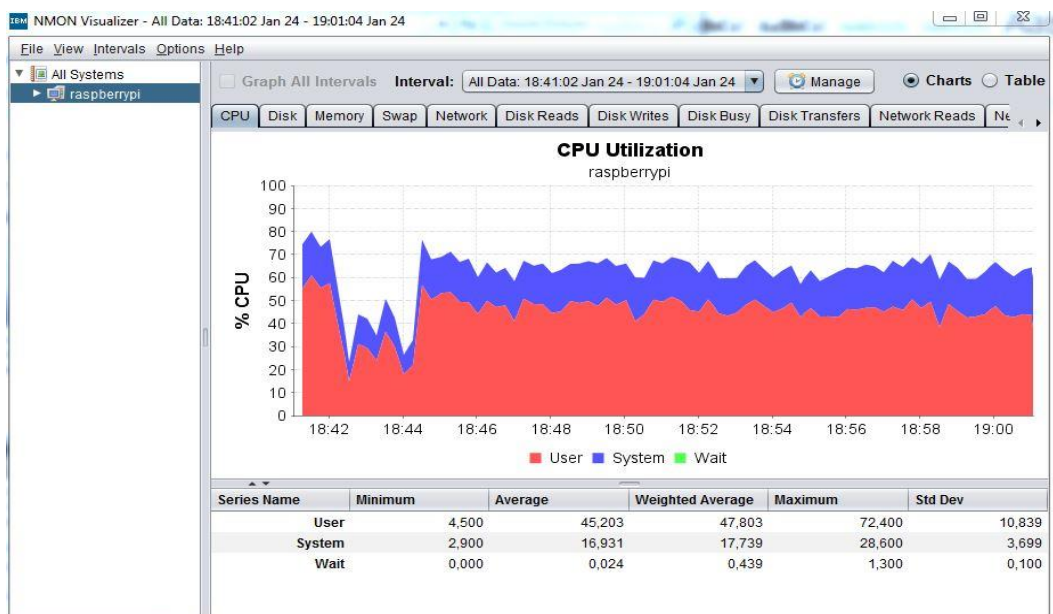 IBM NMON Visualizer - All Data: 18:41:02 Jan 24 - 19:01:04 Jan 24
File View Intervals Options Help
All Systems
raspberrypi
Graph All Intervals Interval: All Data: 18:41:02 Jan 24 - 19:01:04 Jan 24 Manage Charts Table
CPU Disk Memory Swap Network Disk Reads Disk Writes Disk Busy Disk Transfers Network Reads Ne
CPU Utilization
raspberrypi
100
90
80
70
60
50
40
30
20
10
0
% CPU
18:42 18:44 18:46 18:48 18:50 18:52 18:54 18:56 18:58 19:00
User System Wait
Series Name Minimum Average Weighted Average Maximum Std Dev
User 4,500 45,203 47,803 72,400 10,839
System 2,900 16,931 17,739 28,600 3,699
Wait 0,000 0,024 0,439 1,300 0,100